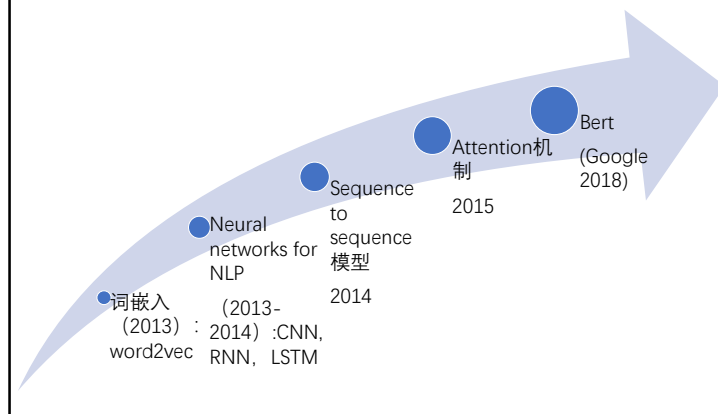 词嵌入
（2013）:
word2vec
Neural
networks for
NLP
（2013-
2014）:CNN,
RNN， LSTM
Sequence
to
sequence
模型
2014
Attention机
制
2015
Bert
(Google
2018)